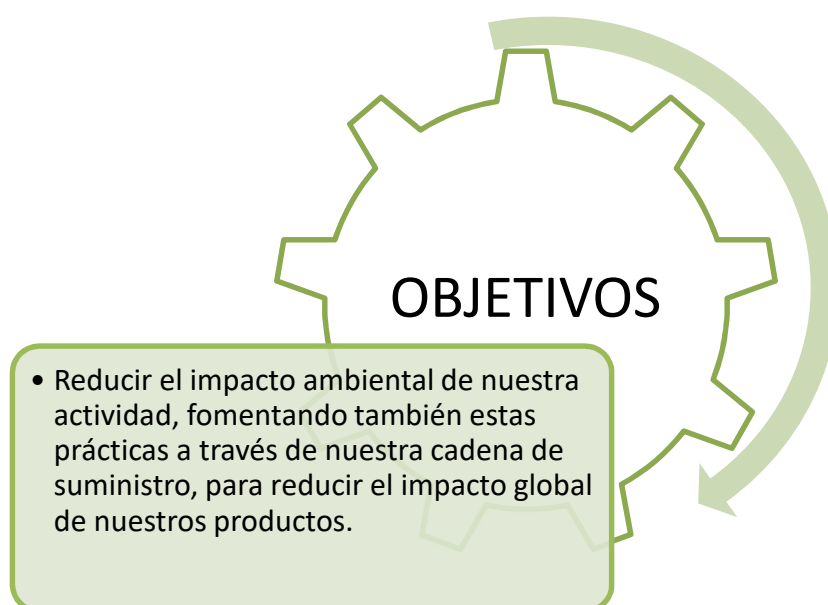 OBJETIVOS
• Reducir el impacto ambiental de nuestra
actividad, fomentando también estas
prácticas a través de nuestra cadena de
suministro, para reducir el impacto global
de nuestros productos.